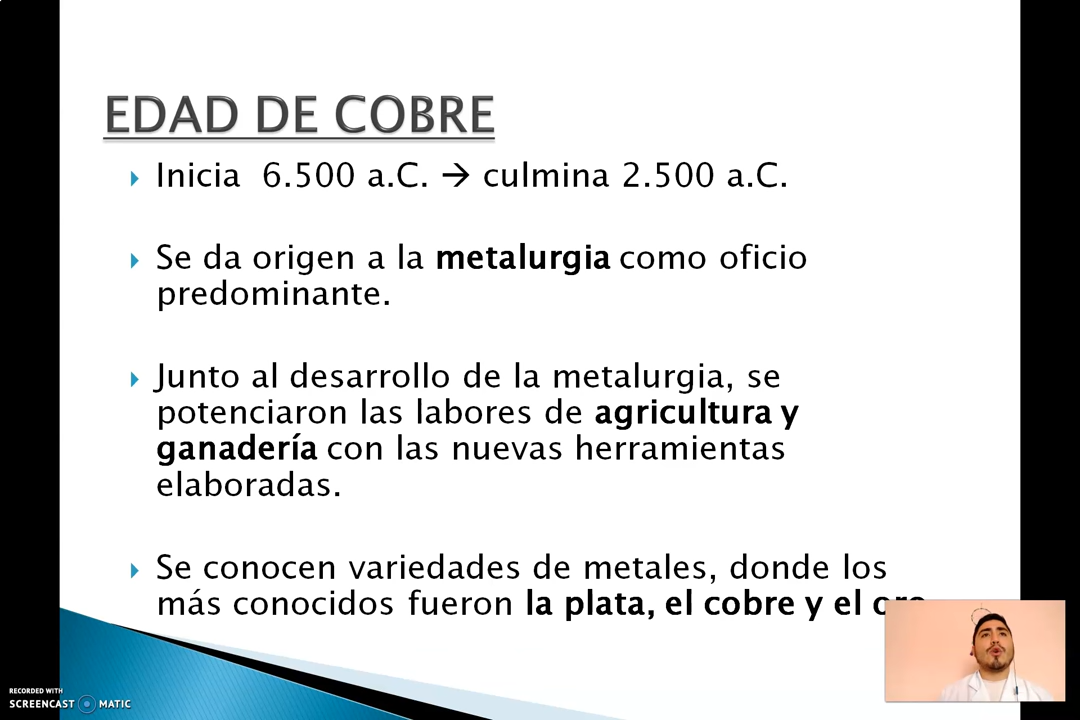 EDAD DE COBRE
Inicia 6.500 a.C. → culmina 2.500 a.C.
Se da origen a la metalurgia como oficio
predominante.
Junto al desarrollo de la metalurgia, se
potenciaron las labores de agricultura y
ganadería con las nuevas herramientas
elaboradas.
Se conocen variedades de metales, donde los
más conocidos fueron la plata, el cobre y el oro
RECORDED WITH
SCREENCAST MATIC